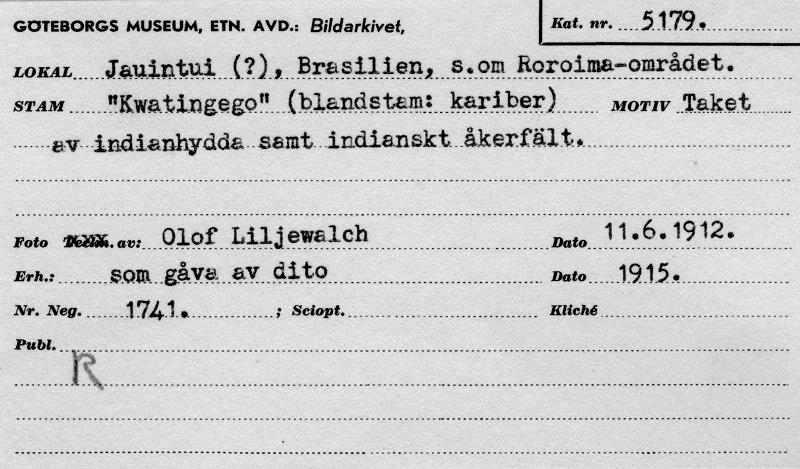 GÖTEBORGS MUSEUM, ETN. AVD.: Bildarkivet, Kat. nr. 5179.
LOKAL Jauintui (?), Brasilien, s.om Roroima-området.
STAM "Kwatingego" (blandstam: kariber) MOTIV Taket
av indianhydda samt indianskt åkerfält.
Foto Teckn. av: Olof Liljewalch Dato 11.6.1912.
Erh.: som gåva av dito Dato 1915.
Nr. Neg. 1741. ; Sciopt. Kliché
Publ.
R